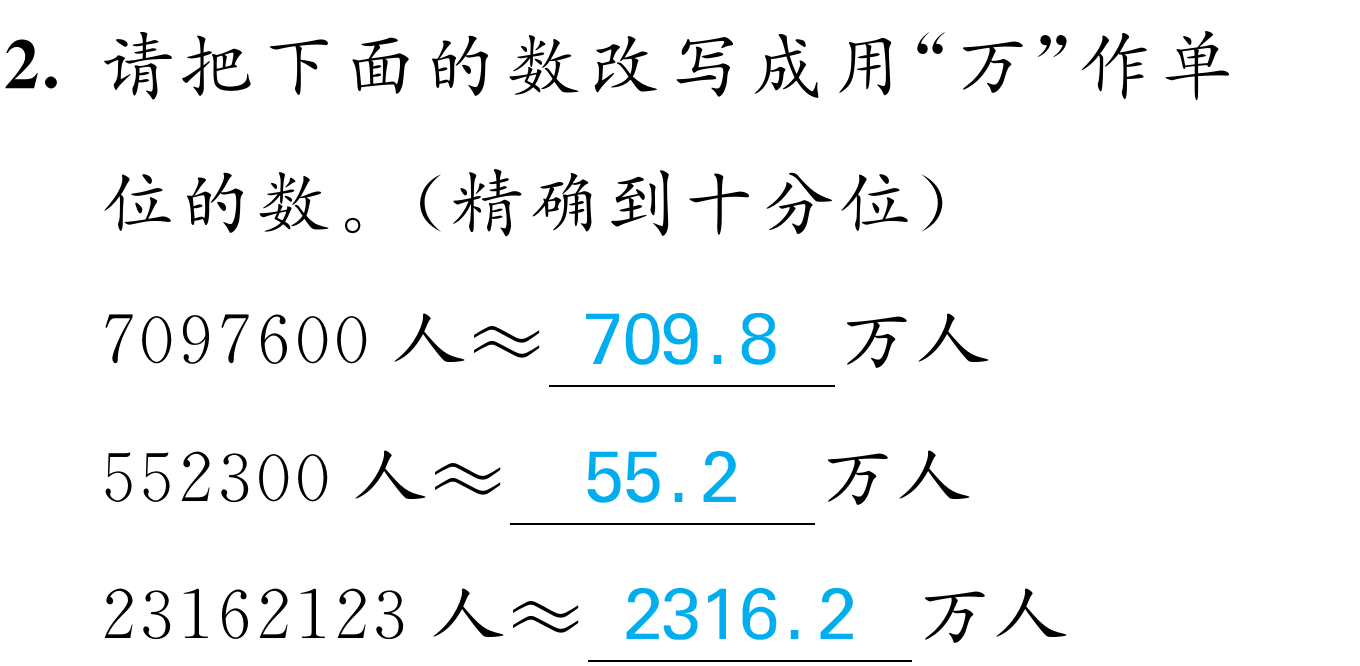 2. 请把下面的数改写成用“万”作单
位的数。（精确到十分位）
7097600 人≈ 709.8 万人
552300 人≈ 55.2 万人
23162123 人≈ 2316.2 万人